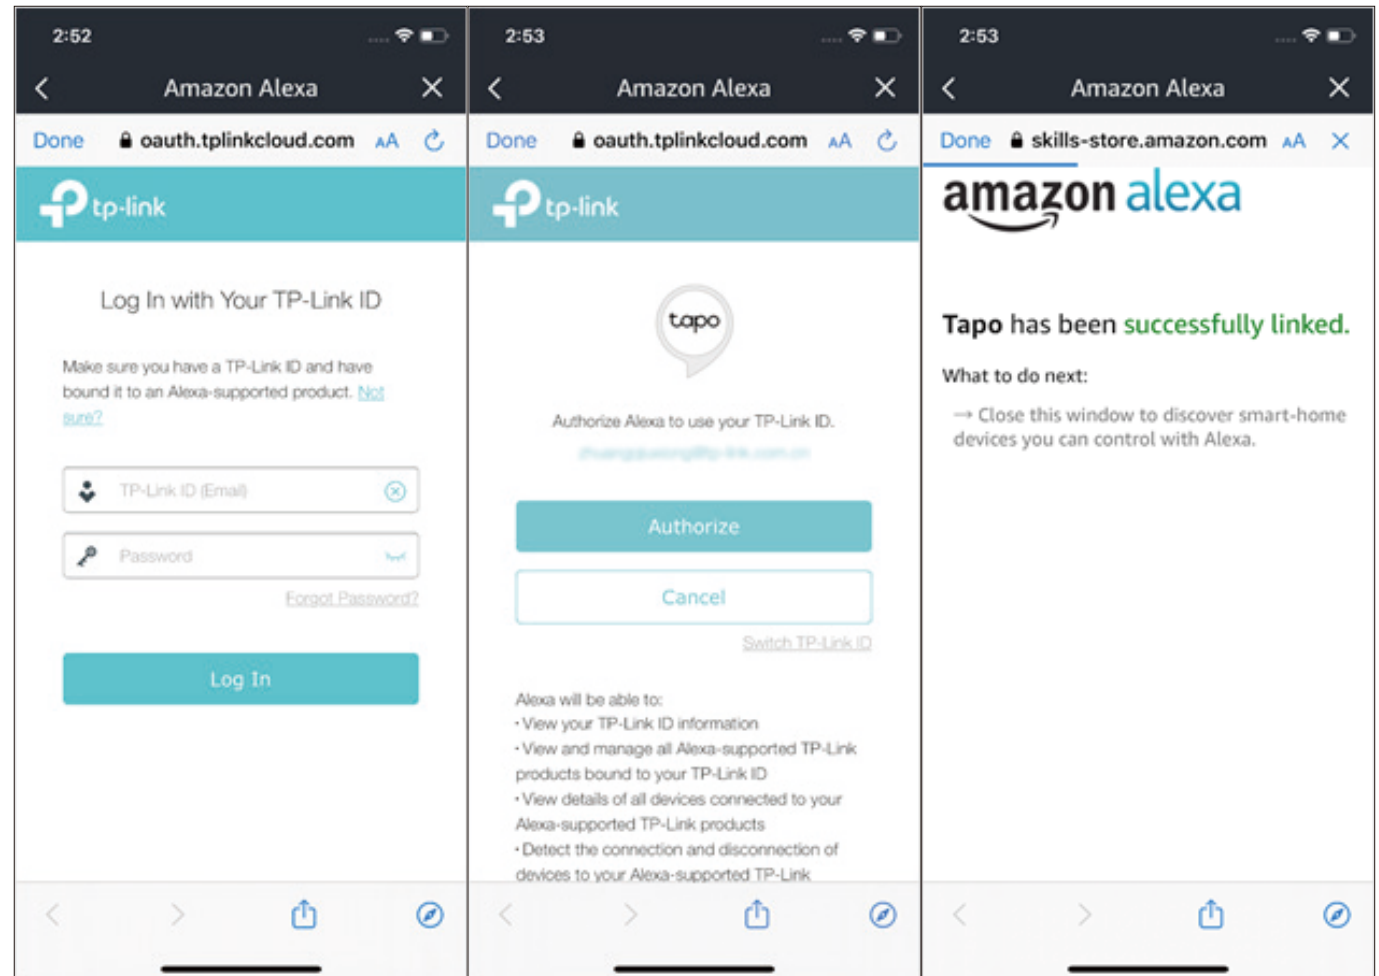 2:52
Amazon Alexa
Done oauth.tplinkcloud.com AA
tp-link
Log In with Your TP-Link ID
Make sure you have a TP-Link ID and have
bound it to an Alexa-supported product. Not
sure?
TP-Link ID (Email)
Password
Forgot Password?
Log In
2:53
Amazon Alexa
Done oauth.tplinkcloud.com AA
tp-link
tapo
Authorize Alexa to use your TP-Link ID.
Authorize
Cancel
Switch TP-Link ID
Alexa will be able to:
· View your TP-Link ID information
· View and manage all Alexa-supported TP-Link
products bound to your TP-Link ID
· View details of all devices connected to your
Alexa-supported TP-Link products
· Detect the connection and disconnection of
devices to your Alexa-supported TP-Link
2:53
Amazon Alexa
Done skills-store.amazon.com AA
amazon alexa
Tapo has been successfully linked.
What to do next:
→ Close this window to discover smart-home
devices you can control with Alexa.